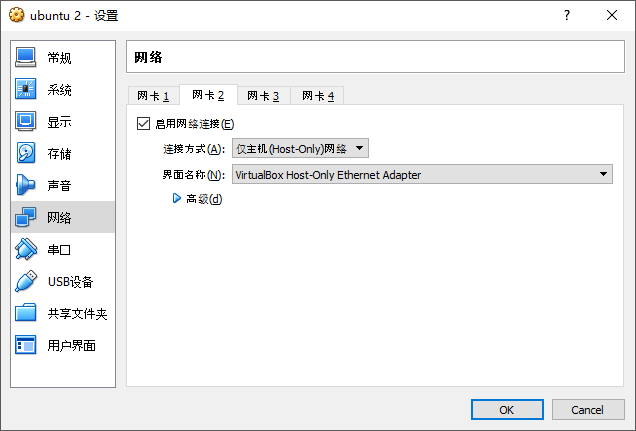 ubuntu 2 - 设置
?
常规
系统
显示
存储
声音
网络
串口
USB设备
共享文件夹
用户界面
网络
网卡 1
网卡 2
网卡 3
网卡 4
启用网络连接(E)
连接方式(A): 仅主机(Host-Only)网络
界面名称(N): VirtualBox Host-Only Ethernet Adapter
高级(d)
OK
Cancel